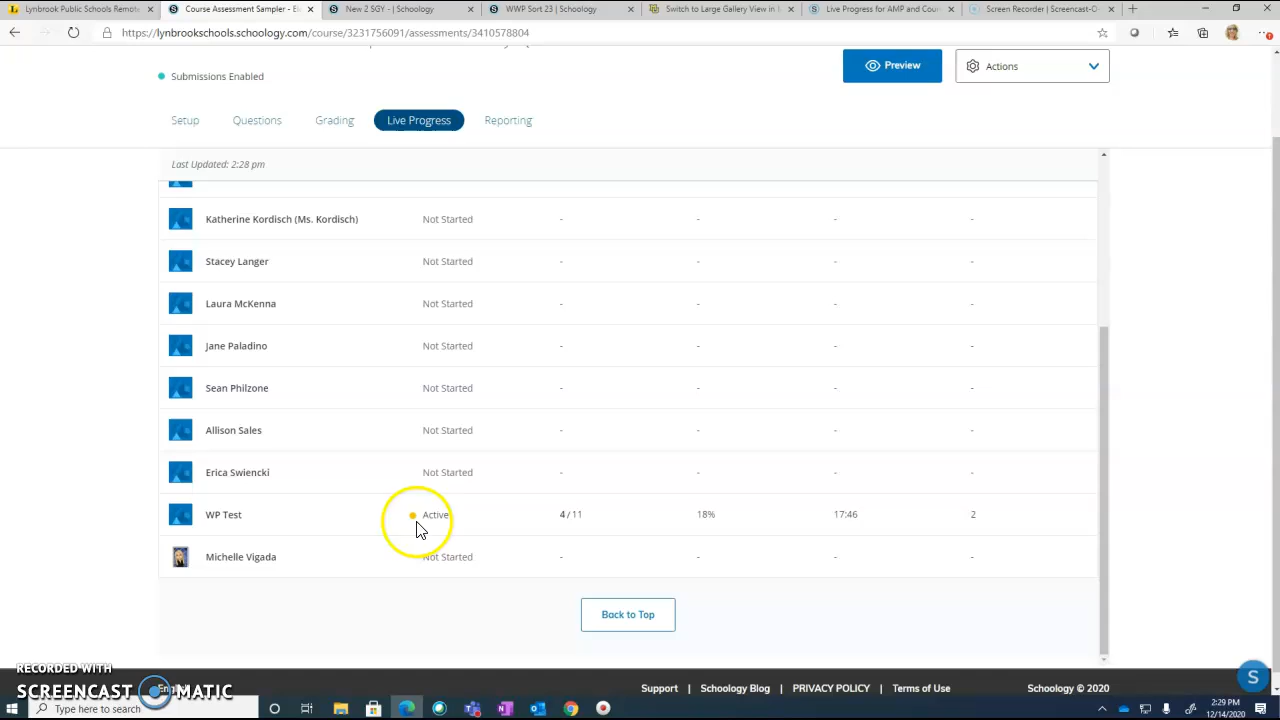 Lynbrook Public Schools Remote
Course Assessment Sampler - E
New 2 SGY - | Schoology
WWP Sort 23 | Schoology
Switch to Large Gallery View in
Live Progress for AMP and Cour
Screen Recorder | Screencast-O
https://lynbrookschools.schoology.com/course/3231756091/assessments/3410578804
Submissions Enabled
Preview
Actions
Setup
Questions
Grading
Live Progress
Reporting
Last Updated: 2:28 pm
Katherine Kordisch (Ms. Kordisch) Not Started - - - -
Stacey Langer Not Started - - - -
Laura McKenna Not Started - - - -
Jane Paladino Not Started - - - -
Sean Philzone Not Started - - - -
Allison Sales Not Started - - - -
Erica Swiencki Not Started - - - -
WP Test Active 4 / 11 18% 17:46 2
Michelle Vigada Not Started - - - -
Back to Top
RECORDED WITH
SCREENCAST MATIC
English
Support | Schoology Blog | PRIVACY POLICY | Terms of Use
Schoology © 2020
S
Type here to search
2:29 PM
12/14/2020